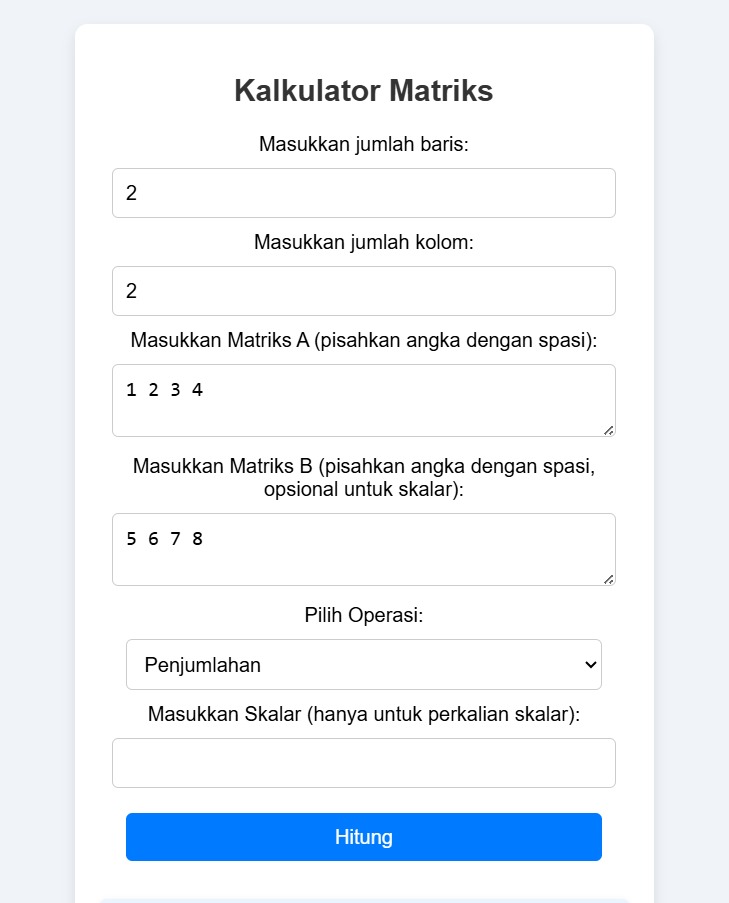 Kalkulator Matriks
Masukkan jumlah baris:
2
Masukkan jumlah kolom:
2
Masukkan Matriks A (pisahkan angka dengan spasi):
1 2 3 4
Masukkan Matriks B (pisahkan angka dengan spasi,
opsional untuk skalar):
5 6 7 8
Pilih Operasi:
Penjumlahan
Masukkan Skalar (hanya untuk perkalian skalar):
Hitung